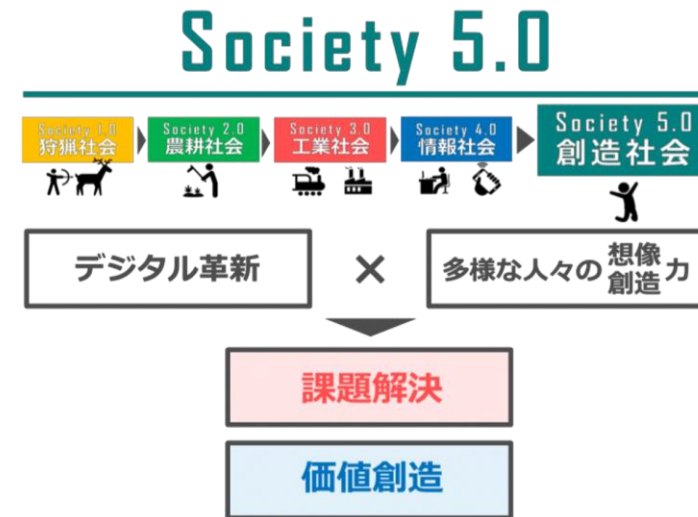 Society 5.0
Society 1.0
狩猟社会
Society 2.0
農耕社会
Society 3.0
工業社会
Society 4.0
情報社会
Society 5.0
創造社会
デジタル革新
×
多様な人々の想像創造力
課題解決
価値創造